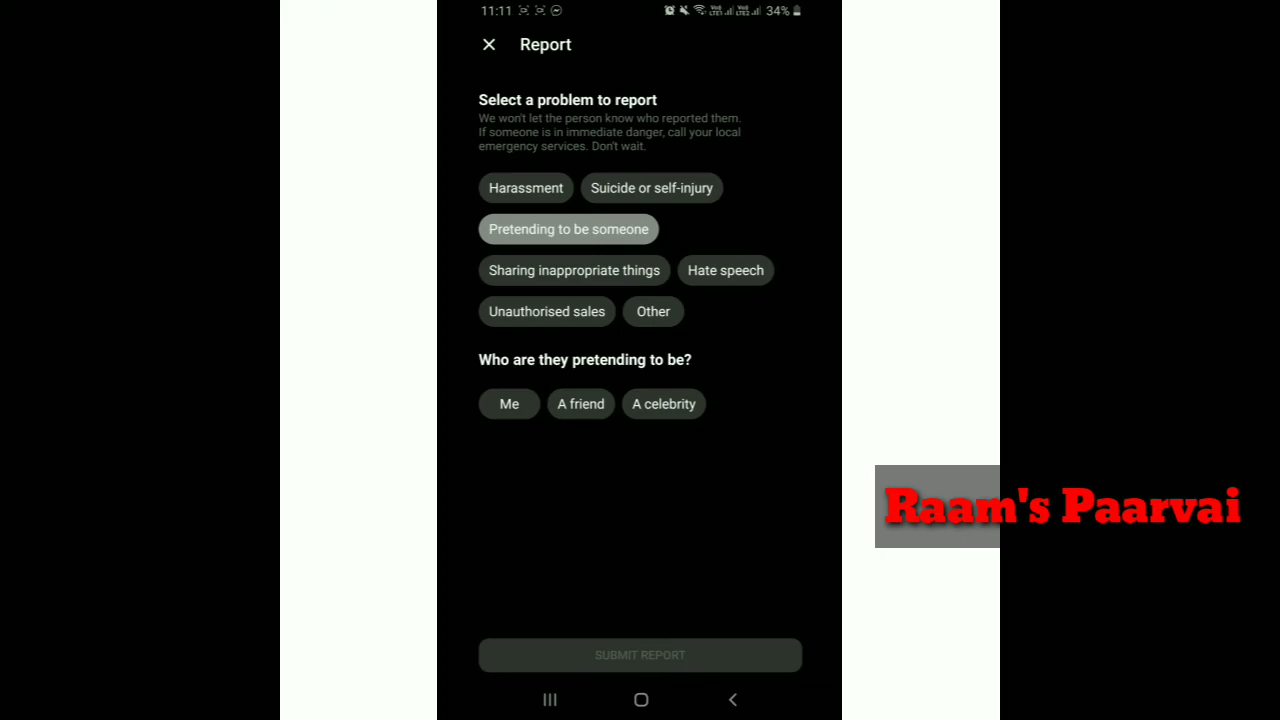 11:11 34%
Report
Select a problem to report
We won't let the person know who reported them.
If someone is in immediate danger, call your local
emergency services. Don't wait.
Harassment Suicide or self-injury
Pretending to be someone
Sharing inappropriate things Hate speech
Unauthorised sales Other
Who are they pretending to be?
Me A friend A celebrity
Raam's Paarvai
SUBMIT REPORT